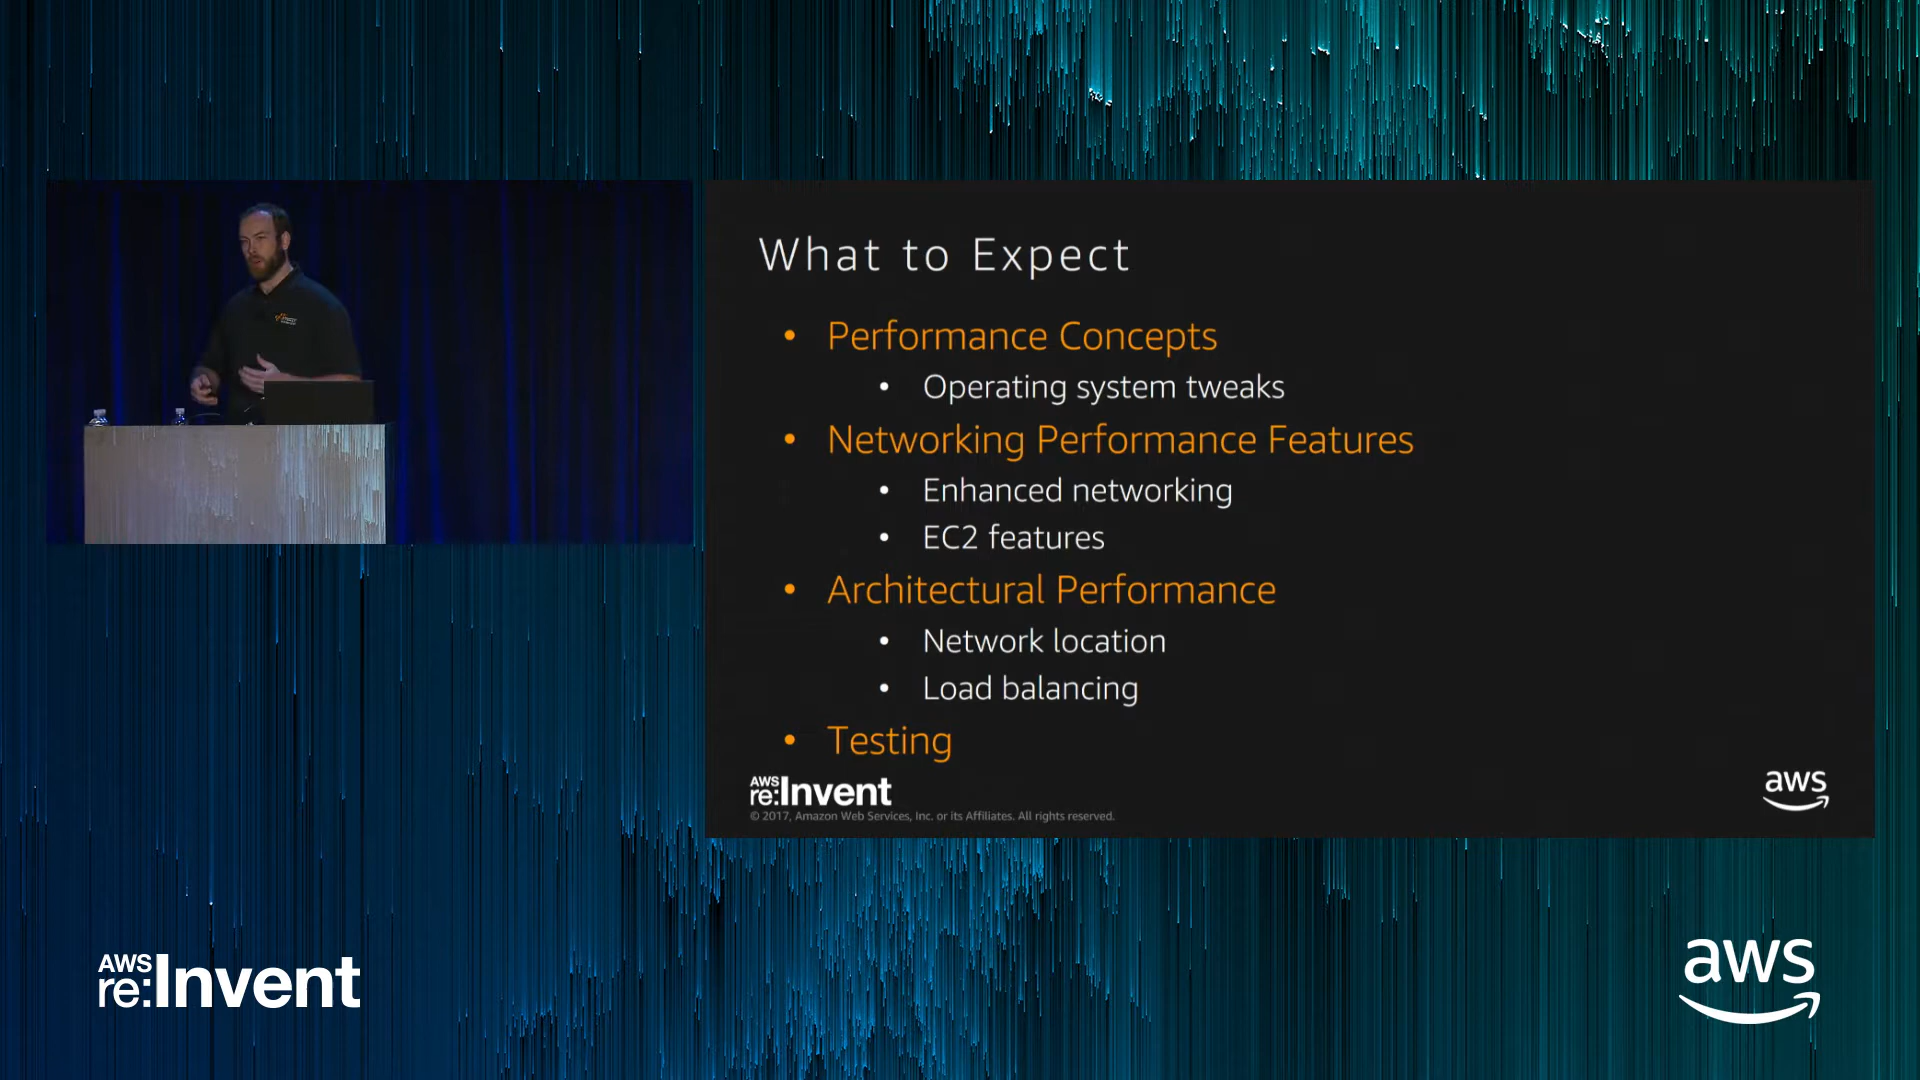 What to Expect
• Performance Concepts
• Operating system tweaks
• Networking Performance Features
• Enhanced networking
• EC2 features
• Architectural Performance
• Network location
• Load balancing
• Testing
AWS
re:Invent
© 2017, Amazon Web Services, Inc. or its Affiliates. All rights reserved.
aws
AWS
re:Invent
aws